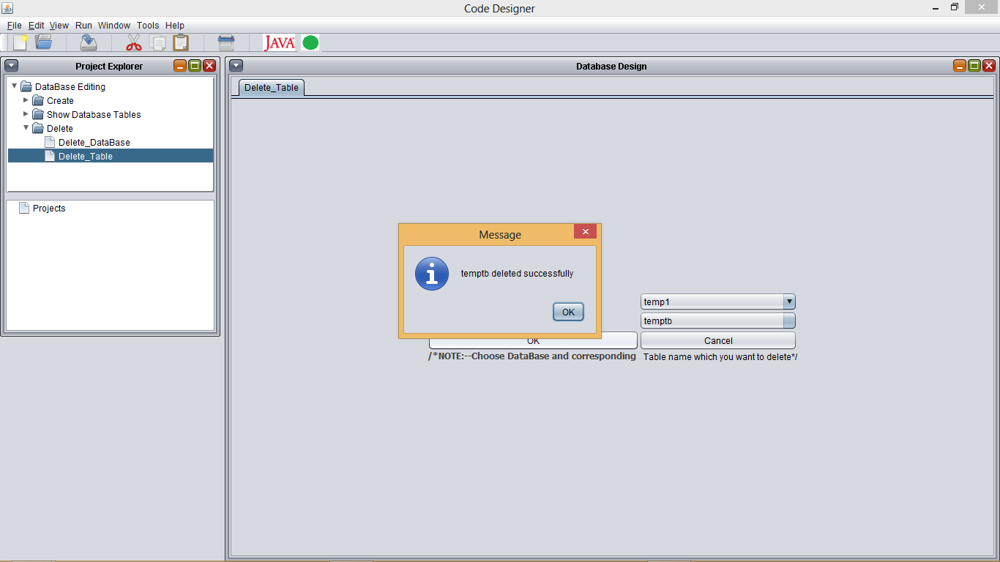 Code Designer
File Edit View Run Window Tools Help
JAVA
Project Explorer
DataBase Editing
Create
Show Database Tables
Delete
Delete_DataBase
Delete_Table
Projects
Database Design
Delete_Table
Message
temptb deleted successfully
OK
temp1
temptb
OK Cancel
/*NOTE:--Choose DataBase and corresponding Table name which you want to delete*/